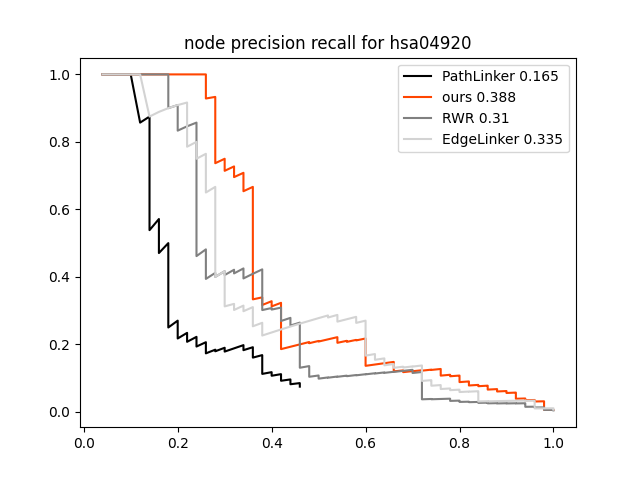 node precision recall for hsa04920
PathLinker 0.165
ours 0.388
RWR 0.31
EdgeLinker 0.335
1.0
0.8
0.6
0.4
0.2
0.0
0.0 0.2 0.4 0.6 0.8 1.0